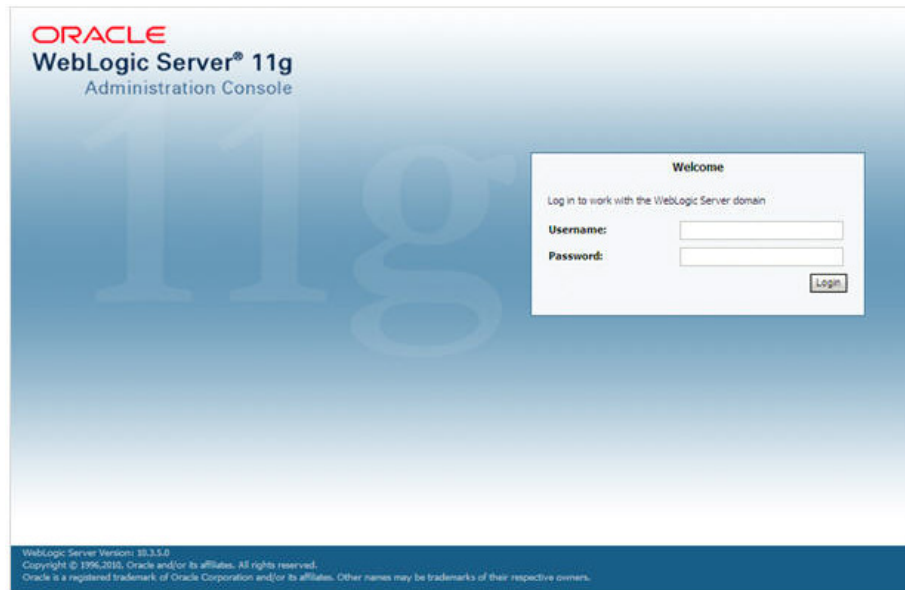 ORACLE
WebLogic Server® 11g
Administration Console
11g
Welcome
Log in to work with the WebLogic Server domain
Username:
Password:
Login
WebLogic Server Version: 10.3.5.0
Copyright © 1996,2010, Oracle and/or its affiliates. All rights reserved.
Oracle is a registered trademark of Oracle Corporation and/or its affiliates. Other names may be trademarks of their respective owners.